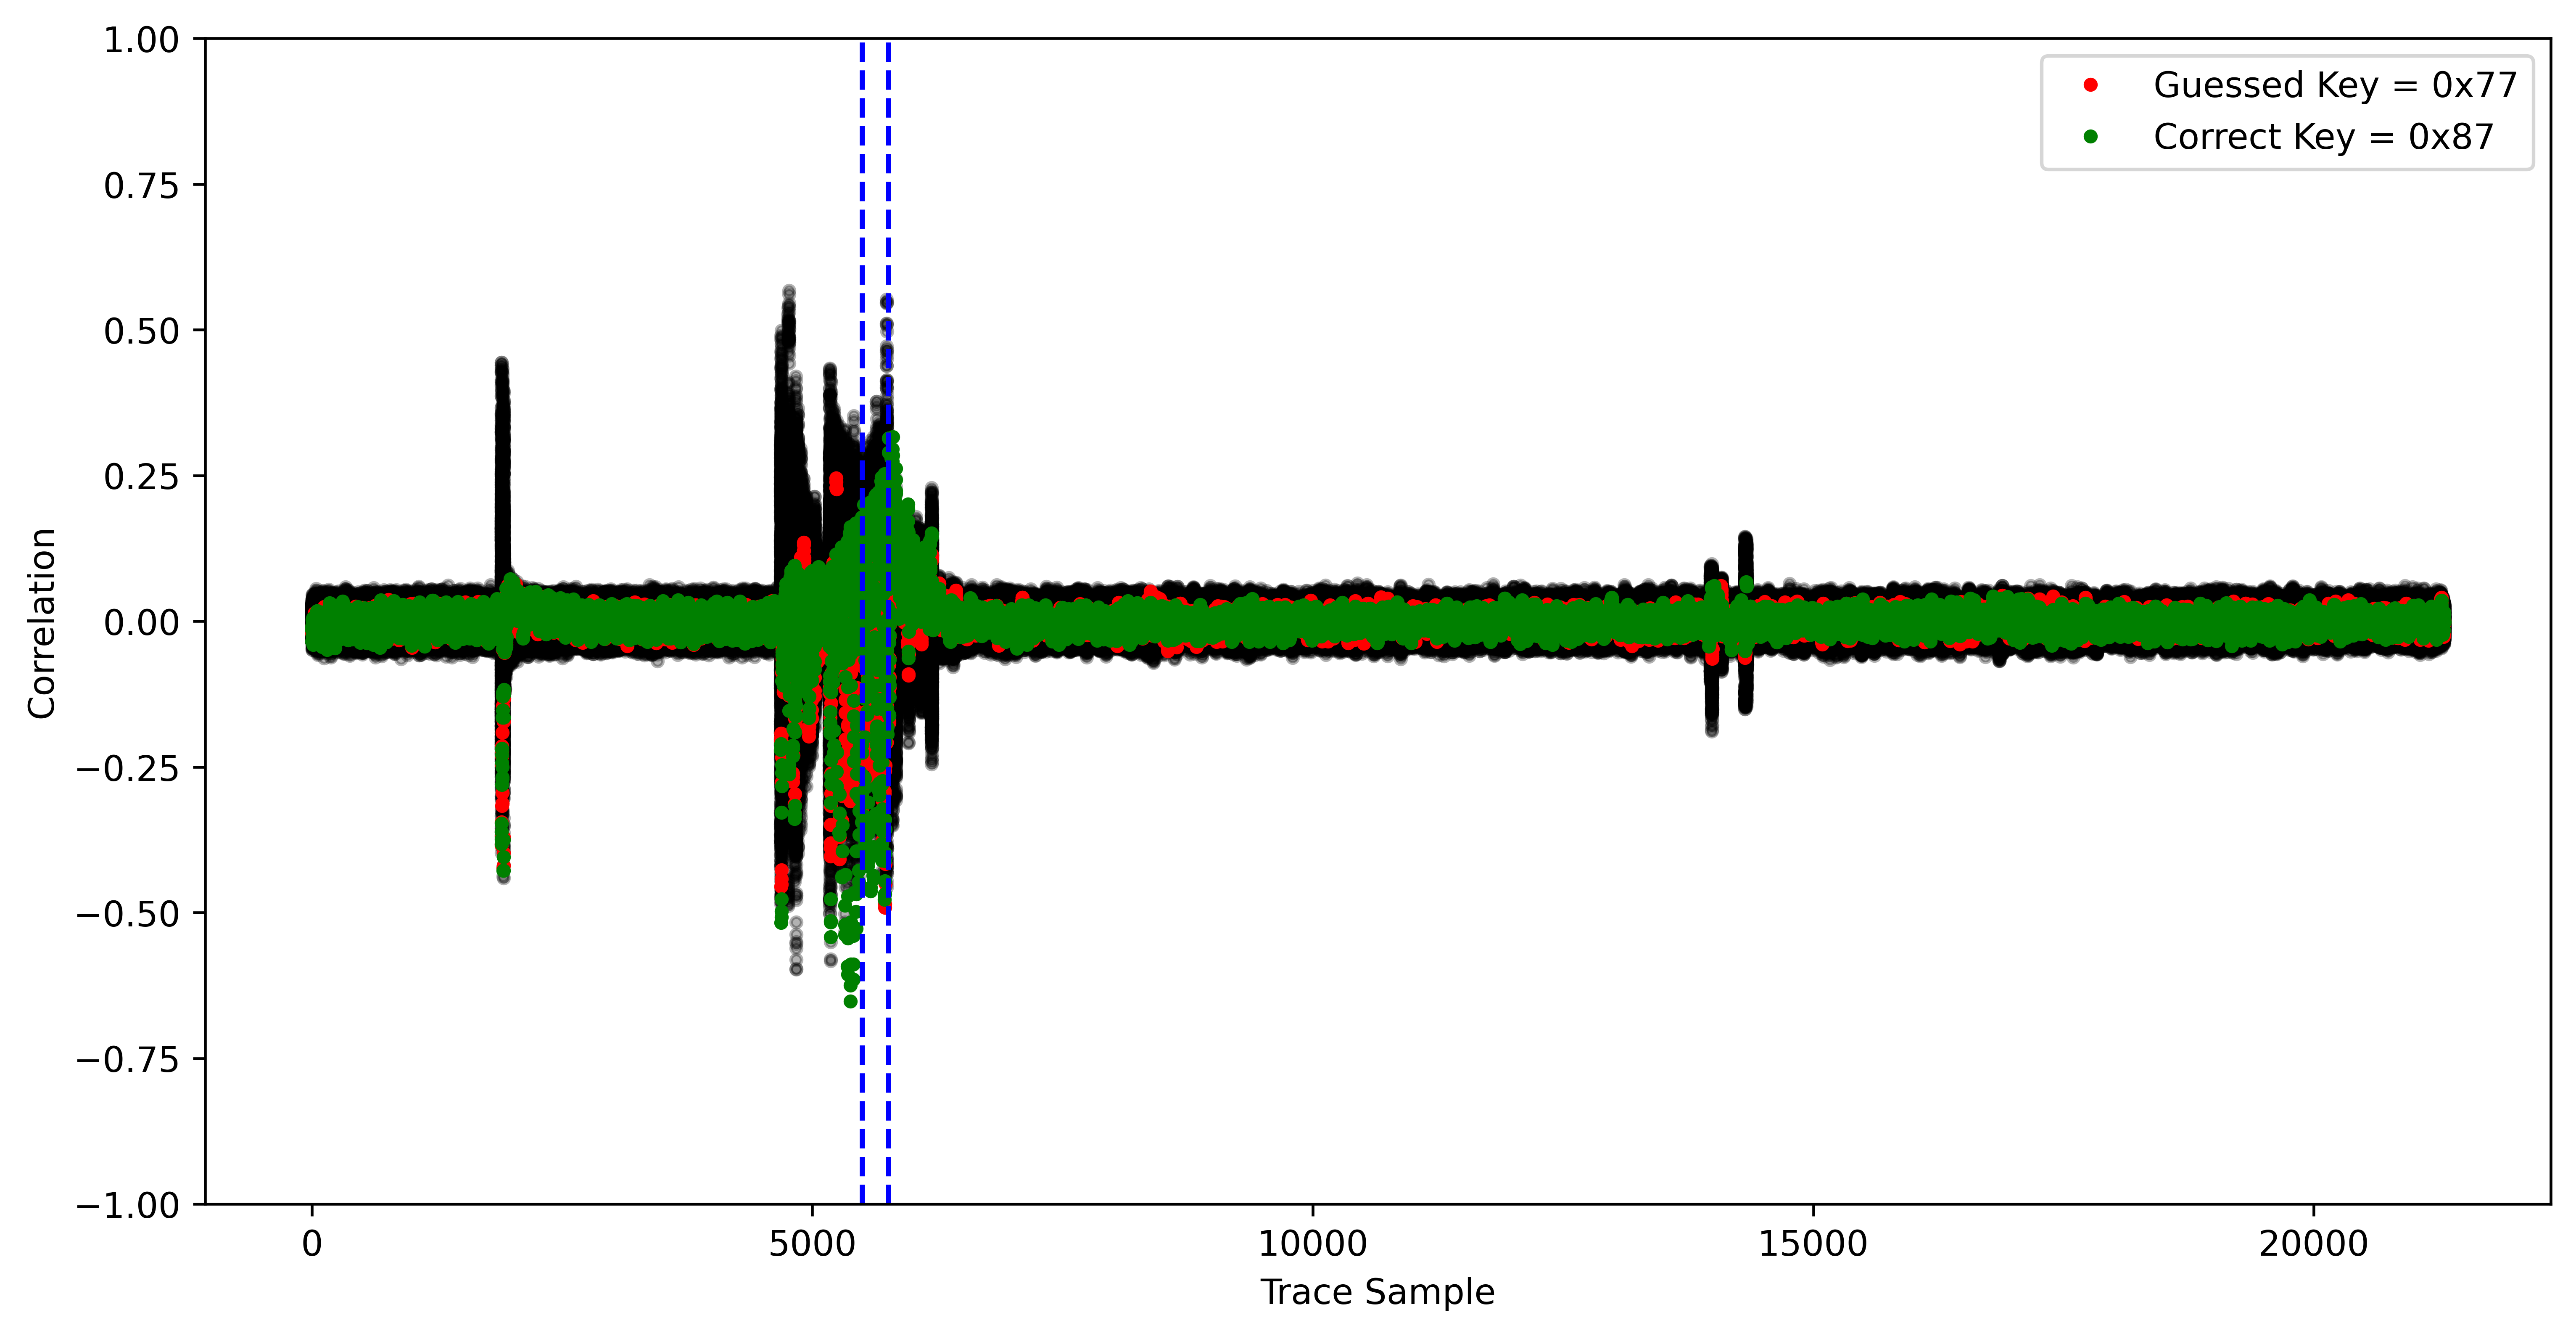 Guessed Key = 0x77
Correct Key = 0x87
1.00
0.75
0.50
0.25
0.00
−0.25
−0.50
−0.75
−1.00
Correlation
0 5000 10000 15000 20000
Trace Sample